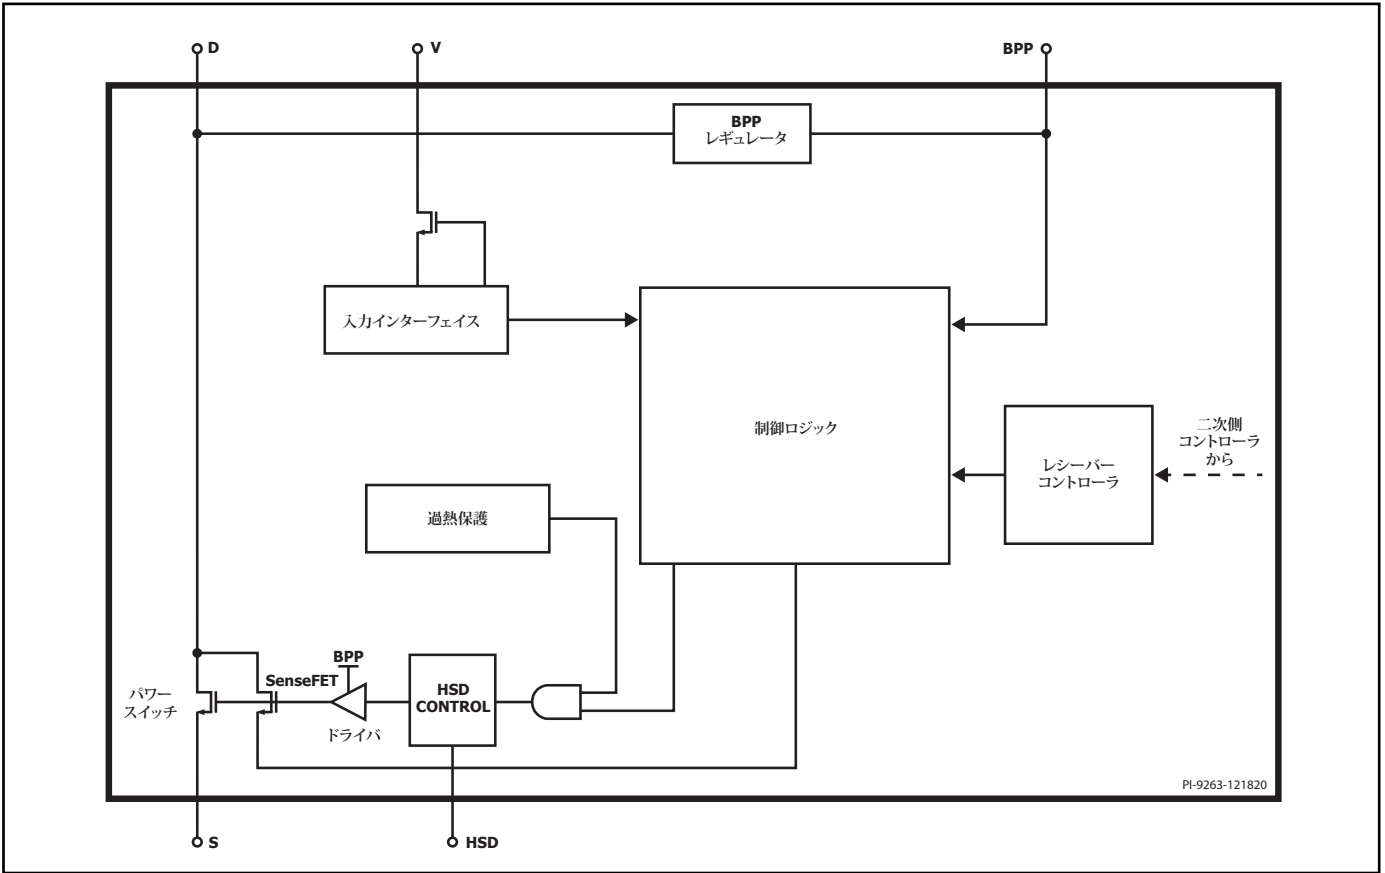 D
V
BPP
BPP
レギュレータ
入力インターフェイス
制御ロジック
二次側
コントローラ
から
レシーバー
コントローラ
過熱保護
BPP
SenseFET
HSD
CONTROL
パワー
スイッチ
ドライバ
PI-9263-121820
S
HSD